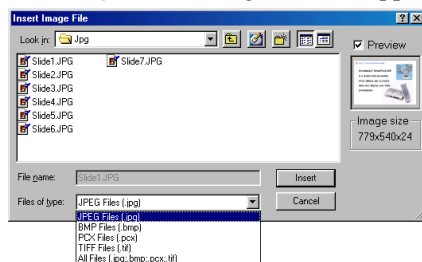 Insert Image File
Look in: Jpg
Preview
Slide1.JPG
Slide7.JPG
Slide2.JPG
Slide3.JPG
Slide4.JPG
Slide5.JPG
Slide6.JPG
Image size
779x540x24
File name: Slide1.JPG
Insert
Files of type: JPEG Files (.jpg)
Cancel
JPEG Files (.jpg)
BMP Files (.bmp)
PCX Files (.pcx)
TIFF Files (.tif)
All Files (.jpg;.bmp;.pcx;.tif)